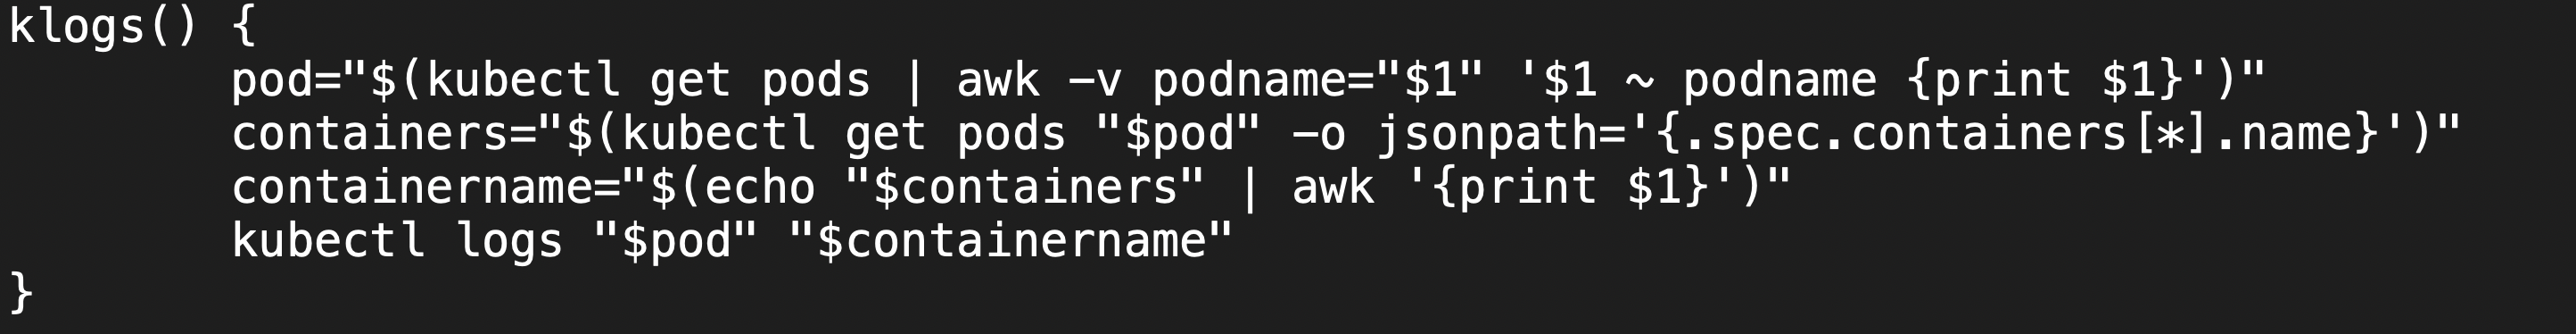 klogs() {
        pod="$(kubectl get pods | awk -v podname="$1" '$1 ~ podname {print $1}')"
        containers="$(kubectl get pods "$pod" -o jsonpath='{.spec.containers[*].name}')"
        containername="$(echo "$containers" | awk '{print $1}')"
        kubectl logs "$pod" "$containername"
}